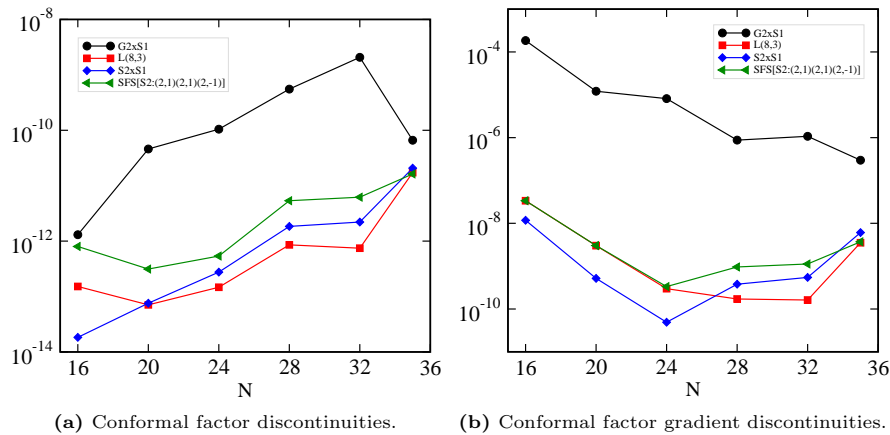 10^-8
10^-10
10^-12
10^-14
G2xS1
L(8,3)
S2xS1
SFS[S2:(2,1)(2,1)(2,-1)]
16 20 24 28 32 36
N
(a) Conformal factor discontinuities.
10^-4
10^-6
10^-8
10^-10
G2xS1
L(8,3)
S2xS1
SFS[S2:(2,1)(2,1)(2,-1)]
16 20 24 28 32 36
N
(b) Conformal factor gradient discontinuities.